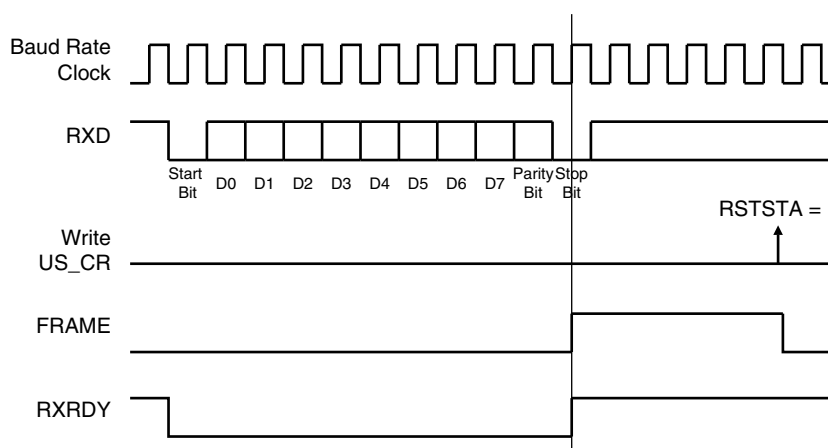 Baud Rate
Clock
RXD
Start
Bit
D0 D1 D2 D3 D4 D5 D6 D7
Parity
Bit
Stop
Bit
RSTSTA =
Write
US_CR
FRAME
RXRDY